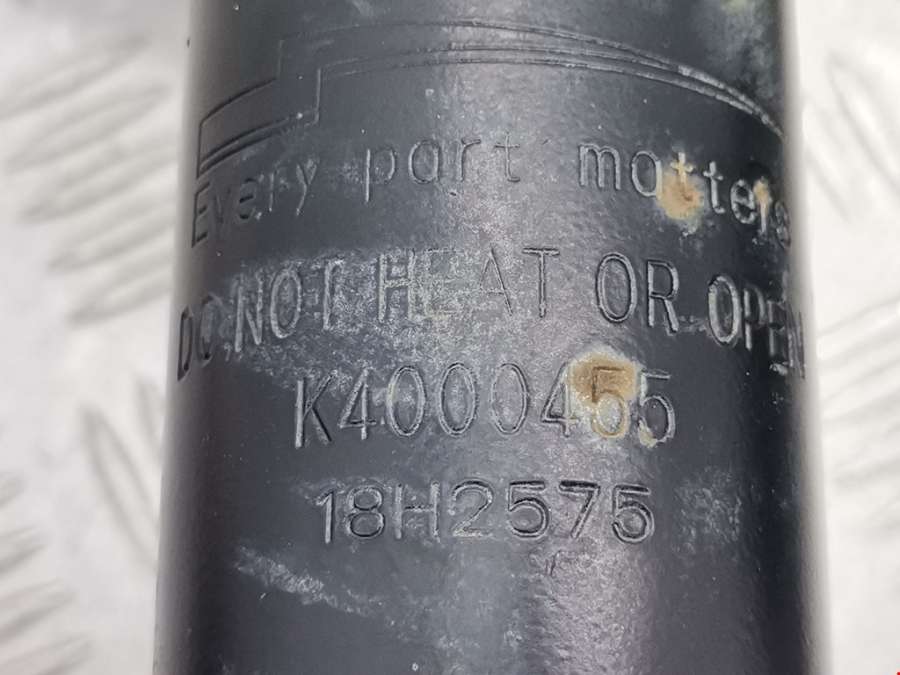 Every part matters
DO NOT HEAT OR OPEN
K4000455
18H2575